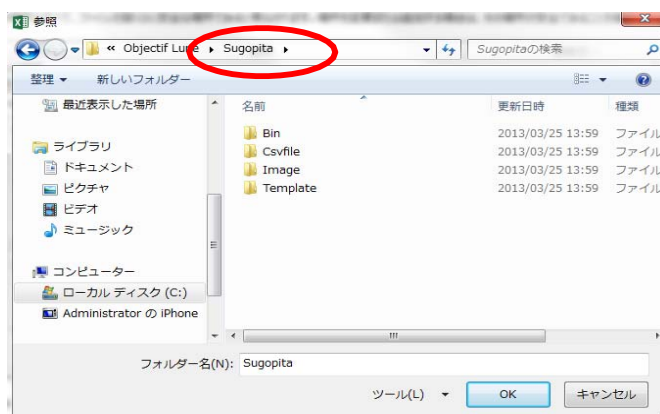 参照
« Objectif Lune ▸ Sugopita ▸
Sugopitaの検索
整理 ▼ 新しいフォルダー
最近表示した場所
ライブラリ
ドキュメント
ピクチャ
ビデオ
ミュージック
コンピューター
ローカル ディスク (C:)
Administrator の iPhone
名前 更新日時 種類
Bin 2013/03/25 13:59 ファイル
Csvfile 2013/03/25 13:59 ファイル
Image 2013/03/25 13:59 ファイル
Template 2013/03/25 13:59 ファイル
フォルダー名(N): Sugopita
ツール(L) ▼ OK キャンセル